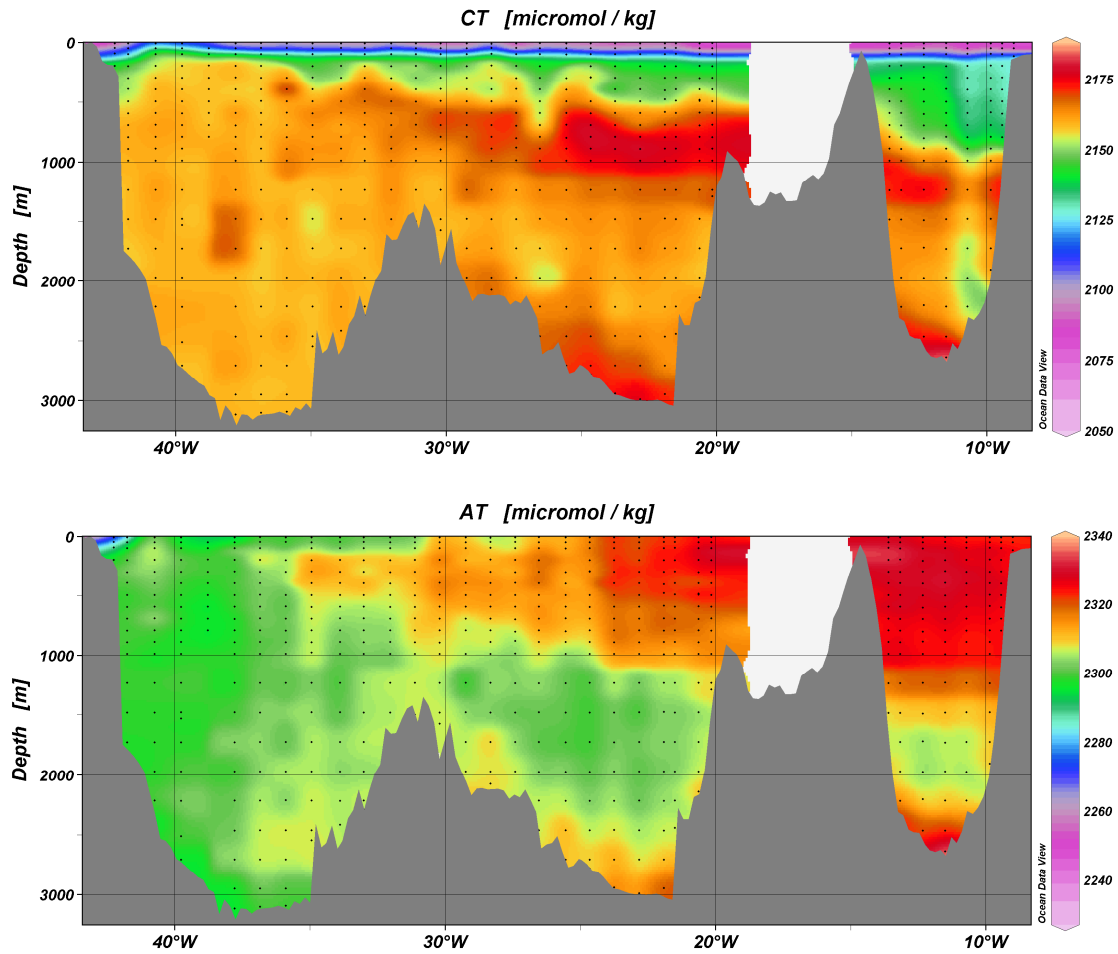 CT [micromol / kg]
0
1000
2000
3000
Depth [m]
40°W
30°W
20°W
10°W
Ocean Data View
2175
2150
2125
2100
2075
2050
AT [micromol / kg]
0
1000
2000
3000
Depth [m]
40°W
30°W
20°W
10°W
Ocean Data View
2340
2320
2300
2280
2260
2240